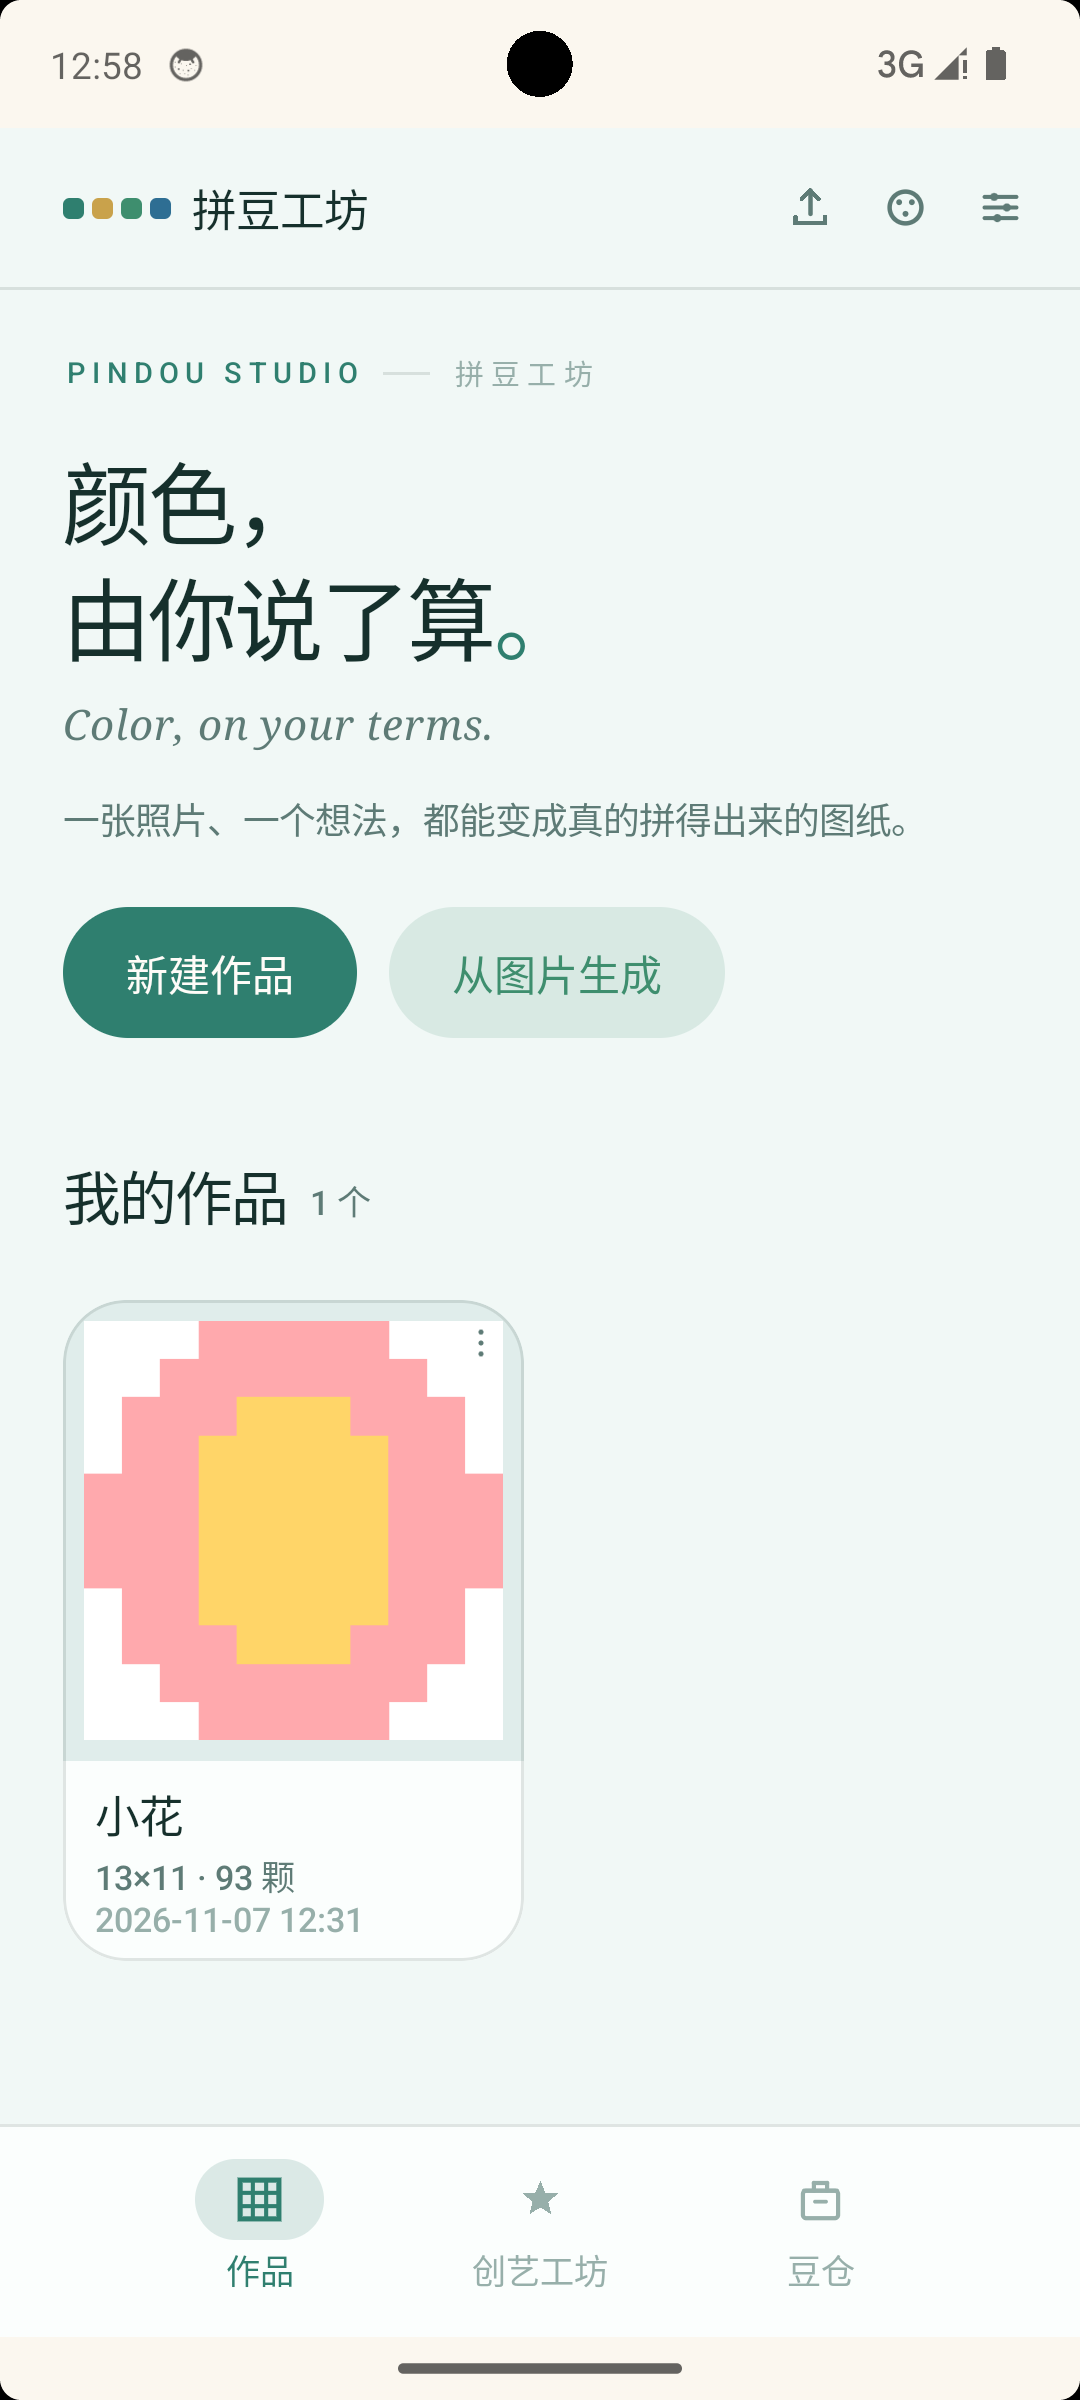 12:58
3G
拼豆工坊
PINDOU STUDIO 拼豆工坊
颜色，
由你说了算。
Color, on your terms.
一张照片、一个想法，都能变成真的拼得出来的图纸。
新建作品
从图片生成
我的作品 1 个
小花
13×11 · 93 颗
2026-11-07 12:31
作品
创艺工坊
豆仓